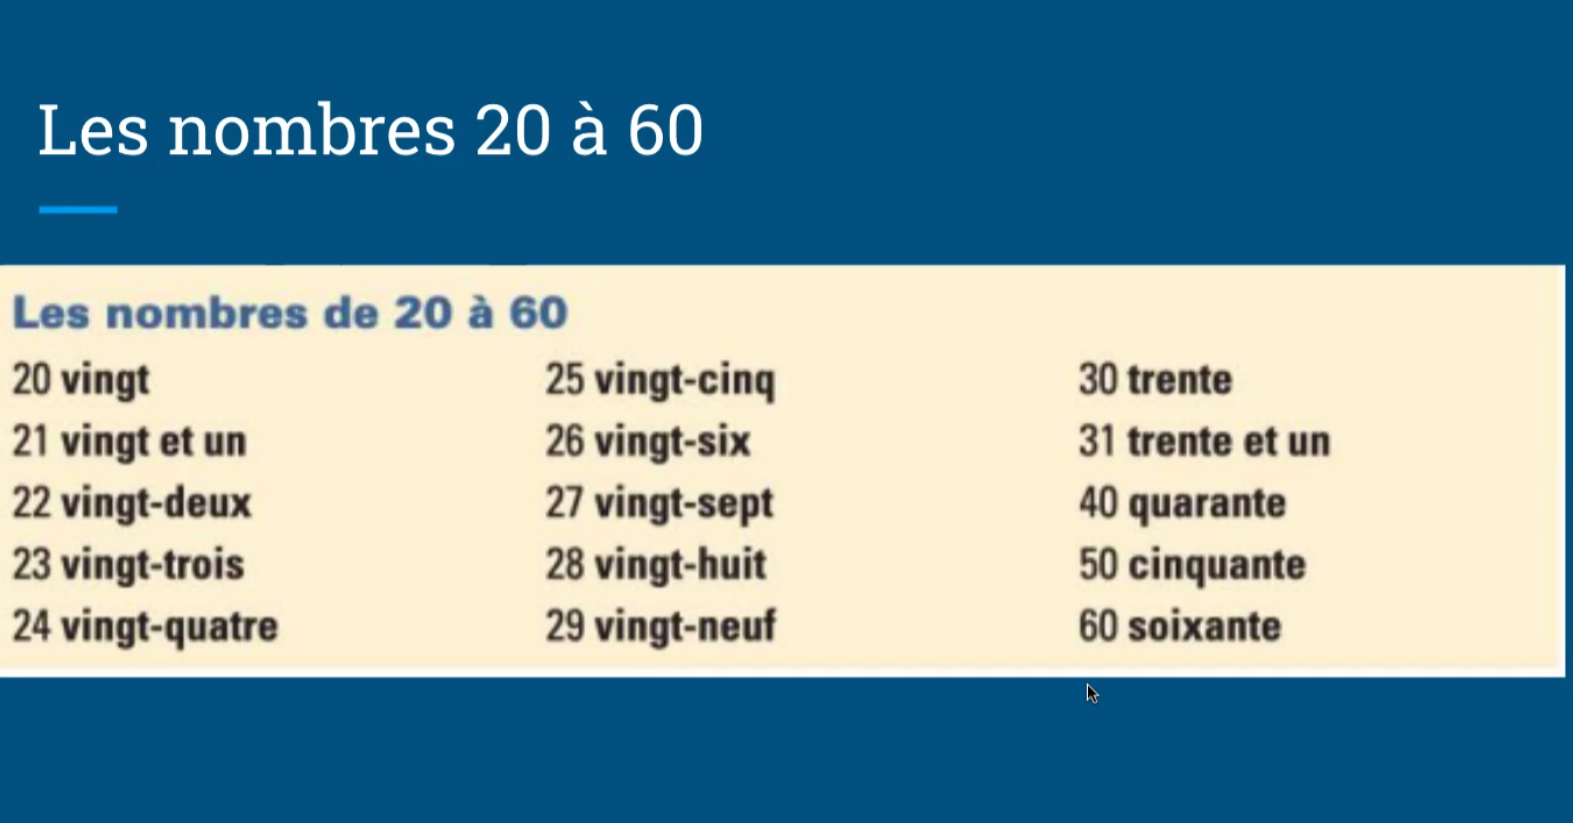 Les nombres 20 à 60
Les nombres de 20 à 60
20 vingt
21 vingt et un
22 vingt-deux
23 vingt-trois
24 vingt-quatre
25 vingt-cinq
26 vingt-six
27 vingt-sept
28 vingt-huit
29 vingt-neuf
30 trente
31 trente et un
40 quarante
50 cinquante
60 soixante